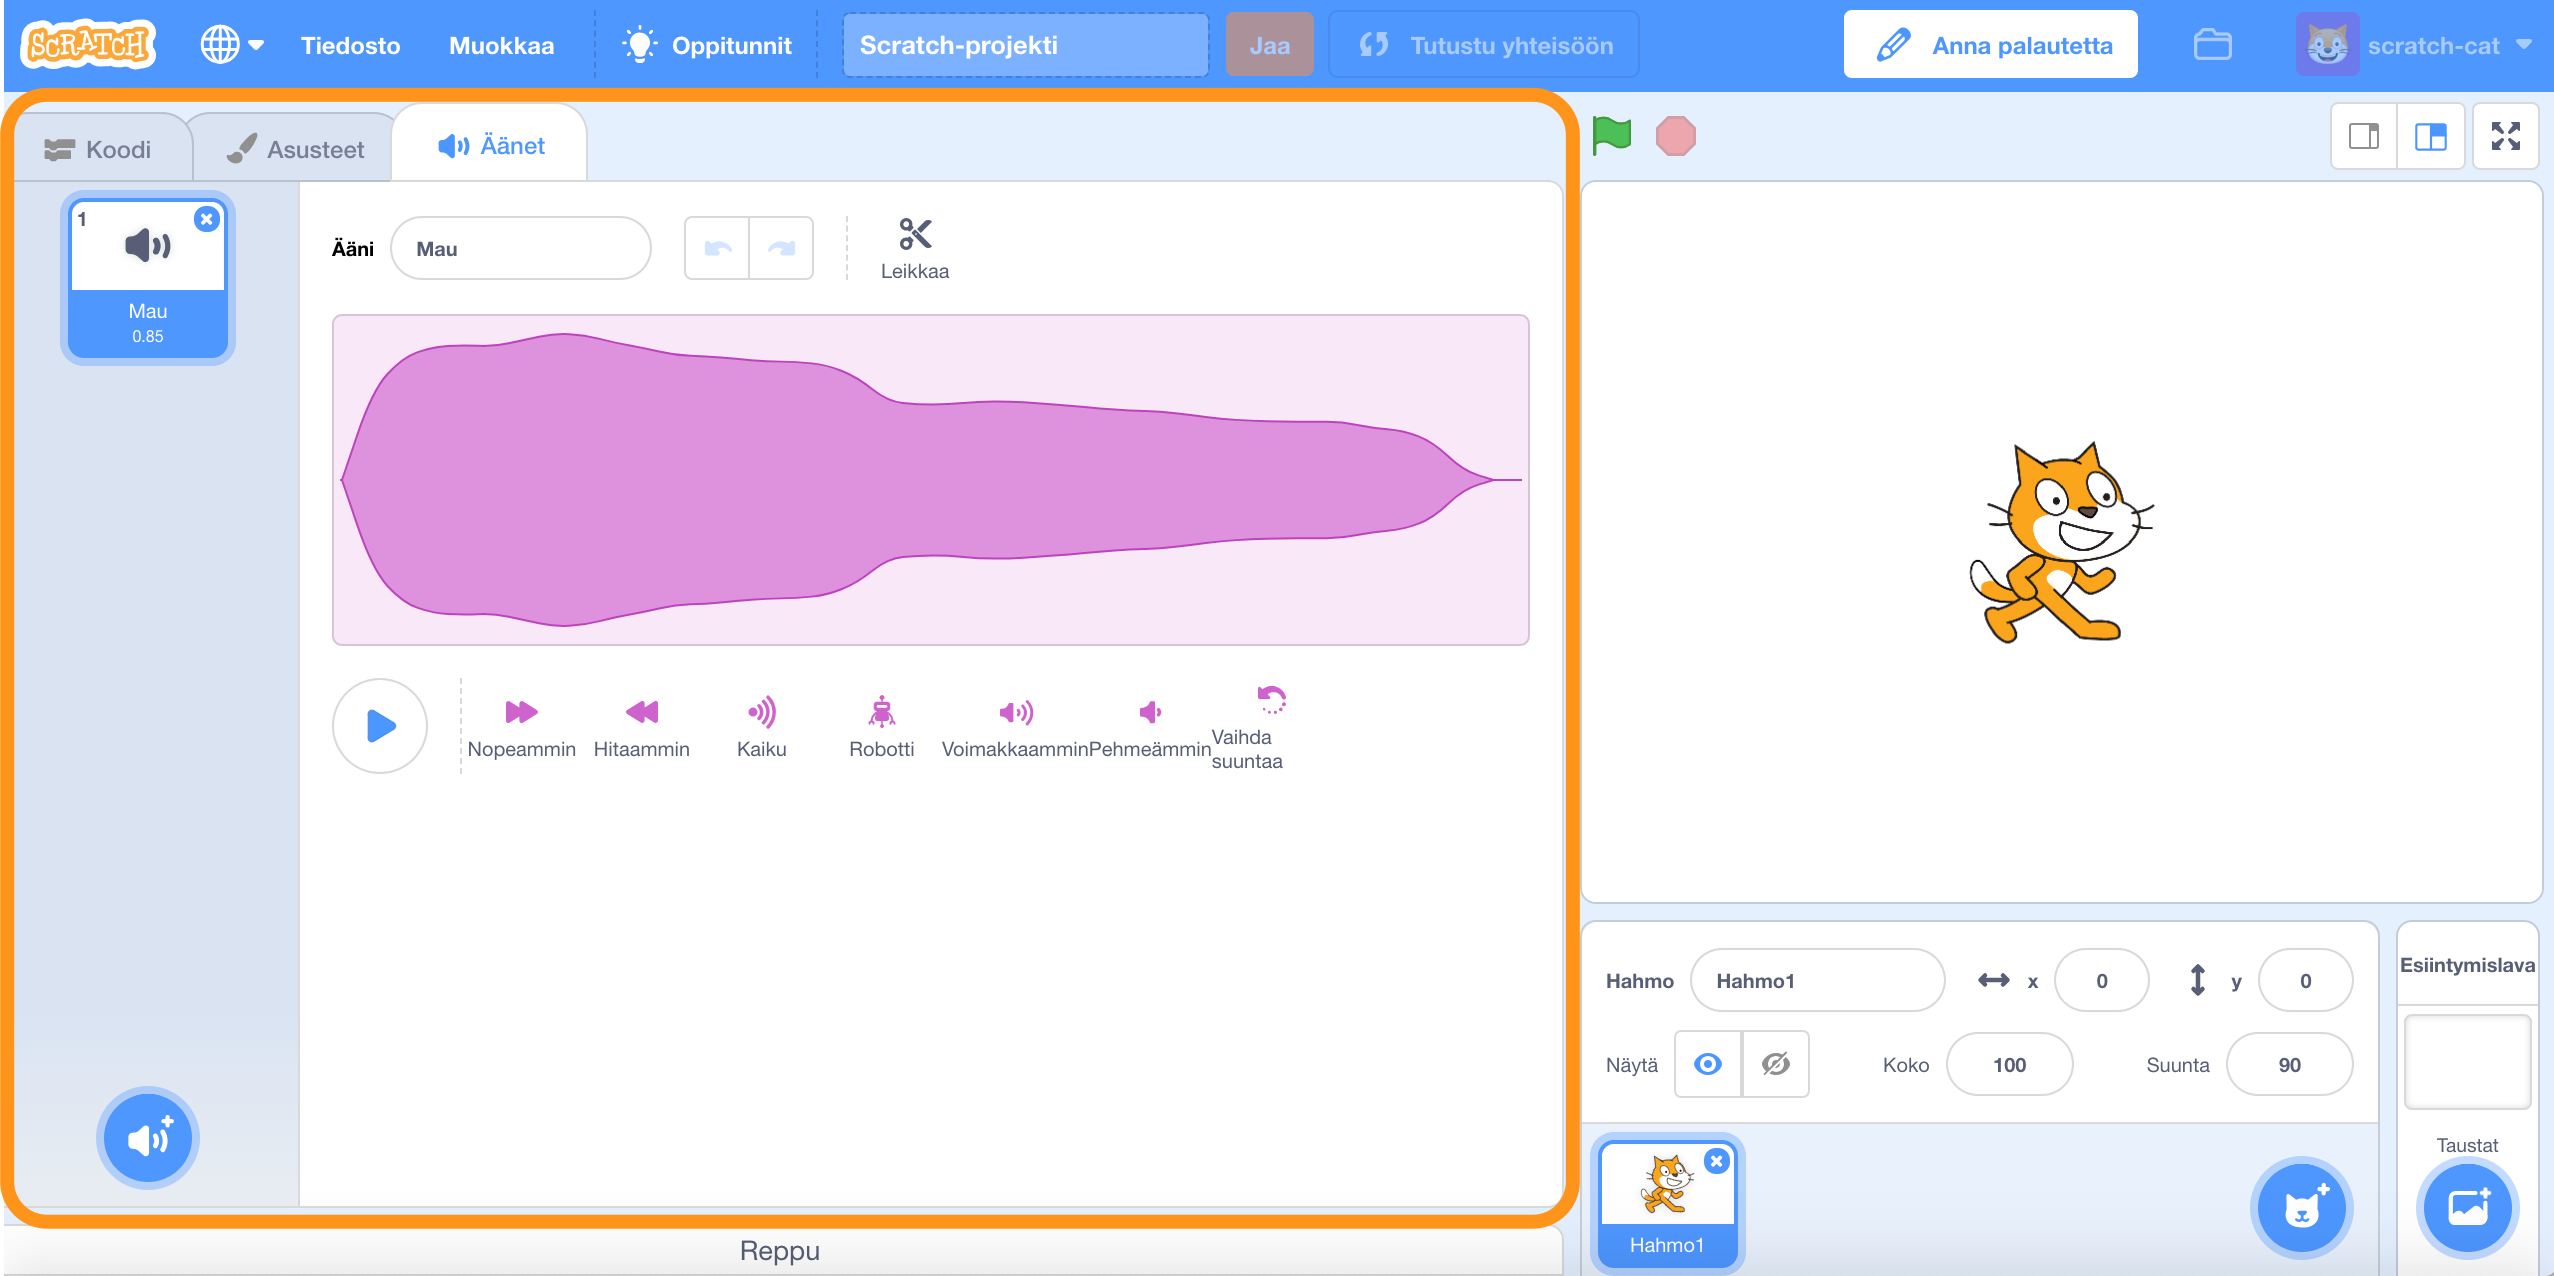 SCRATCH
Tiedosto
Muokkaa
Oppitunnit
Scratch-projekti
Jaa
Tutustu yhteisöön
Anna palautetta
scratch-cat
Koodi
Asusteet
Äänet
1
Mau
0.85
Ääni
Mau
Leikkaa
Nopeammin
Hitaammin
Kaiku
Robotti
Voimakkaammin
Pehmeämmin
Vaihda
suuntaa
Reppu
Hahmo
Hahmo1
x
0
y
0
Näytä
Koko
100
Suunta
90
Hahmo1
Esiintymislava
Taustat